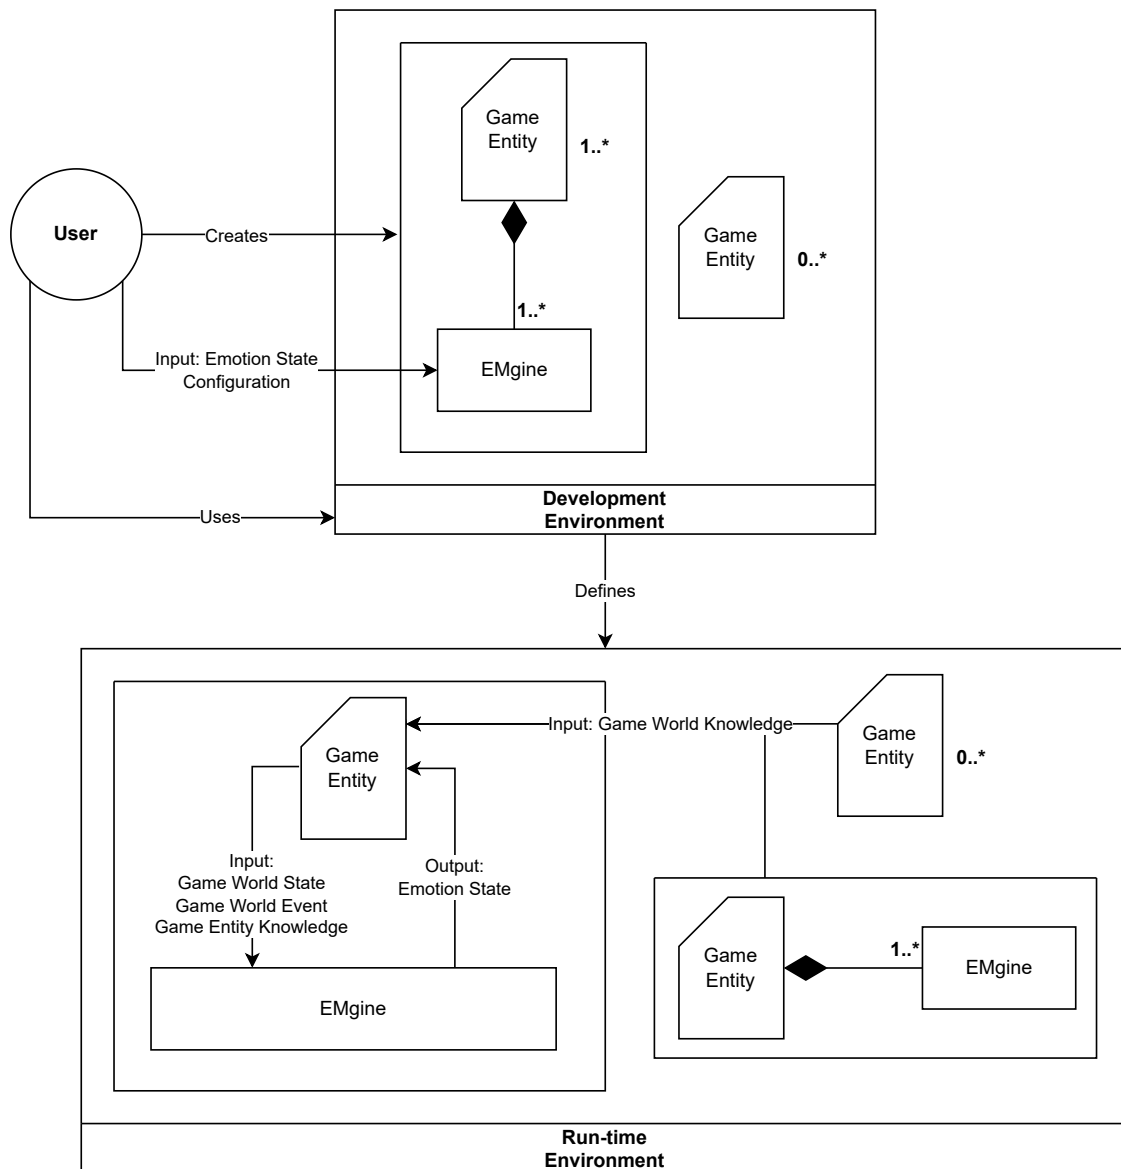 Game
Entity
1..*
User
Creates
Game
Entity
0..*
1..*
Input: Emotion State
Configuration
EMgine
Uses
Development
Environment
Defines
Input: Game World Knowledge
Game
Entity
0..*
Game
Entity
Input:
Game World State
Game World Event
Game Entity Knowledge
Output:
Emotion State
Game
Entity
1..*
EMgine
EMgine
Run-time
Environment